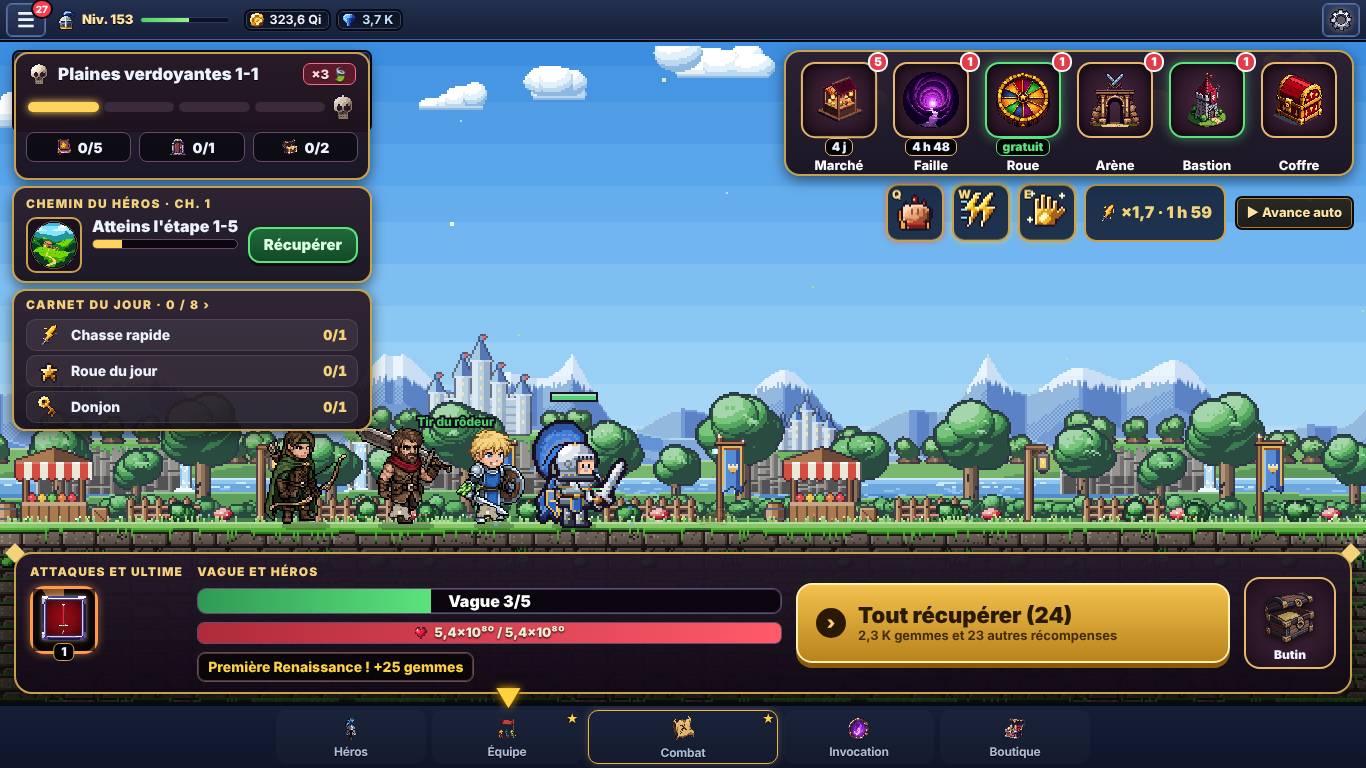 27
Niv. 153
323,6 Qi
3,7 K
Plaines verdoyantes 1-1
×3
0/5
0/1
0/2
5
1
1
1
1
4 j
4 h 48
gratuit
Marché
Faille
Roue
Arène
Bastion
Coffre
CHEMIN DU HÉROS · CH. 1
Atteins l'étape 1-5
Récupérer
Q
W
E
×1,7 · 1 h 59
Avance auto
CARNET DU JOUR · 0 / 8 ›
Chasse rapide
0/1
Roue du jour
0/1
Donjon
0/1
Tir du rôdeur
ATTAQUES ET ULTIME
VAGUE ET HÉROS
1
Vague 3/5
5,4×10⁸⁰ / 5,4×10⁸⁰
Première Renaissance ! +25 gemmes
Tout récupérer (24)
2,3 K gemmes et 23 autres récompenses
Butin
Héros
Équipe
Combat
Invocation
Boutique